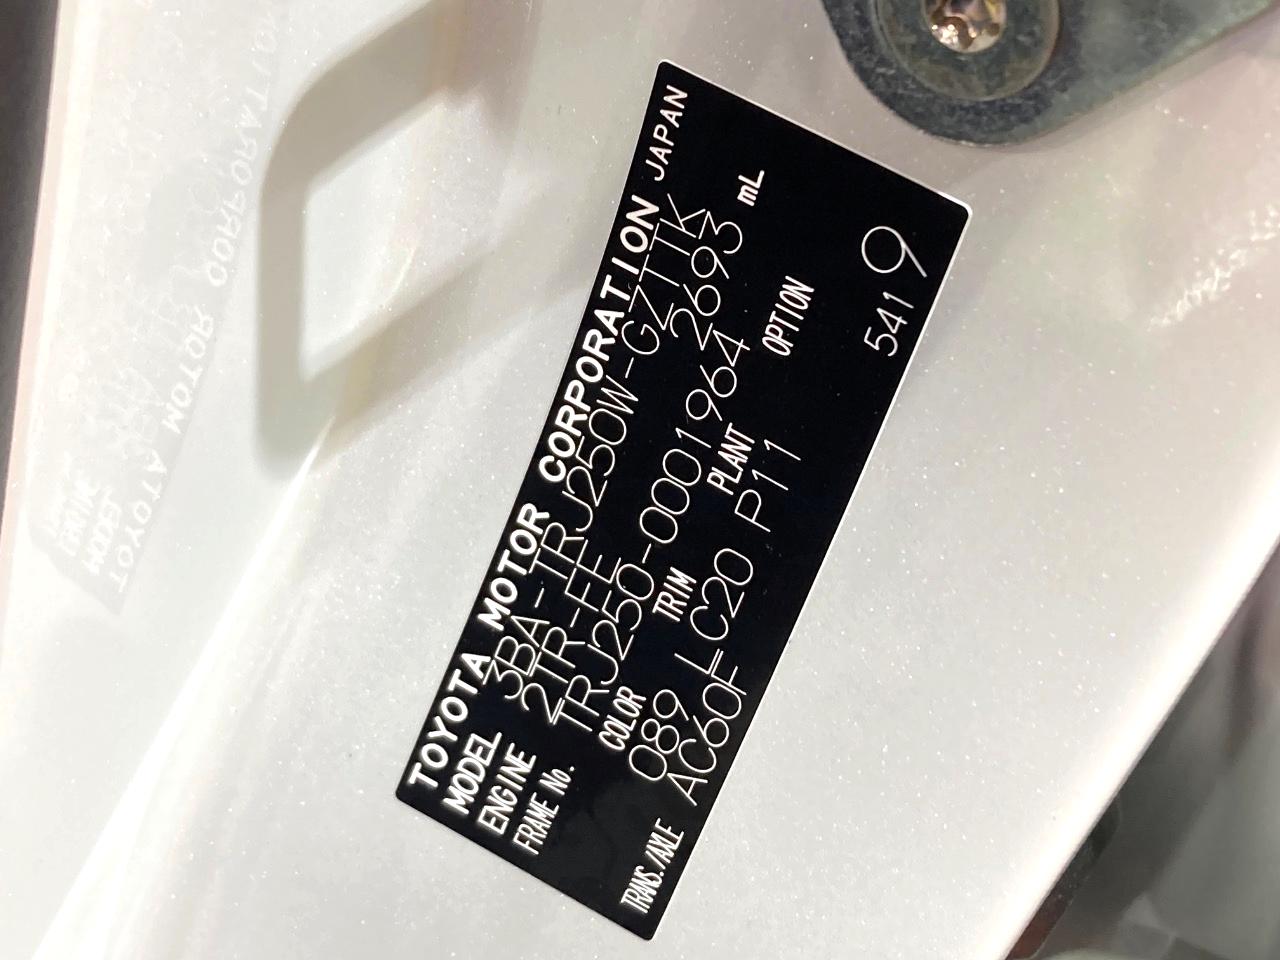 TOYOTA MOTOR CORPORATION JAPAN
MODEL 3BA-TRJ250W-GZTTK
ENGINE 2TR-FE 2693 mL
FRAME No. TRJ250-0001964
COLOR TRIM PLANT OPTION
089 LC20 P11
TRANS./AXLE AC60F
5419